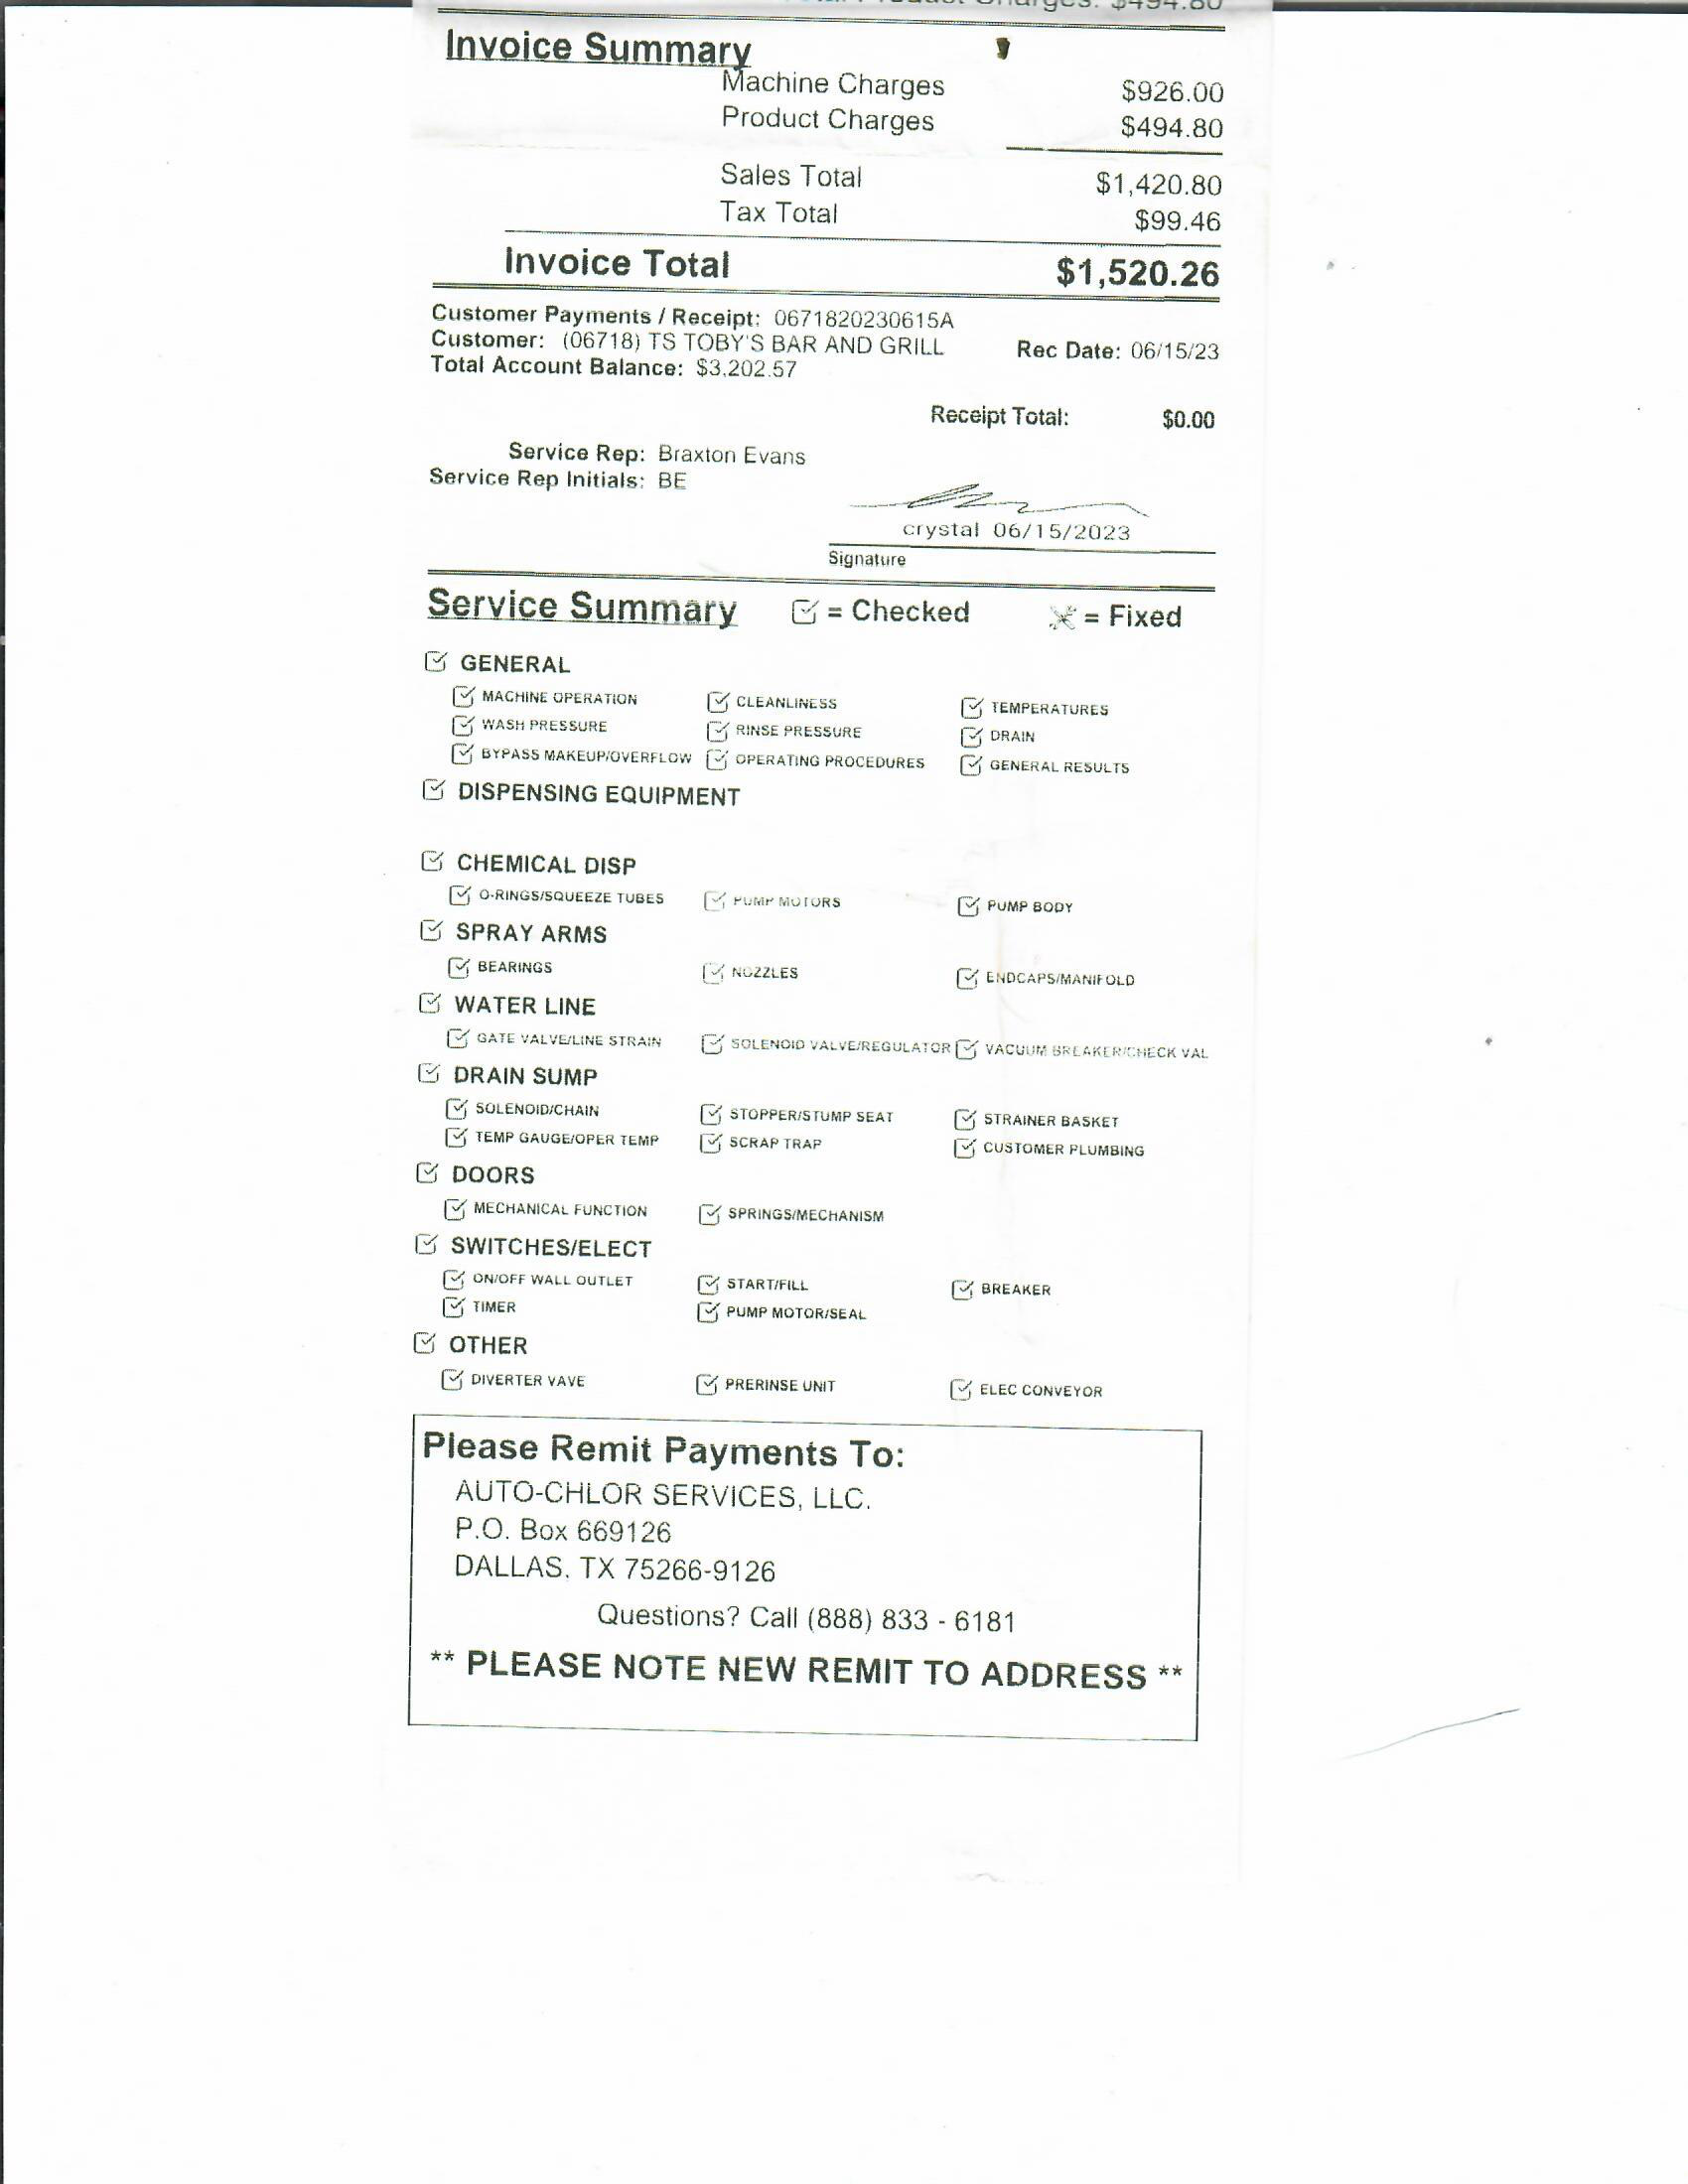 Total Product Charges: $494.80
Invoice Summary
Machine Charges $926.00
Product Charges $494.80
Sales Total $1,420.80
Tax Total $99.46
Invoice Total $1,520.26
Customer Payments / Receipt: 0671820230615A
Customer: (06718) TS TOBY'S BAR AND GRILL Rec Date: 06/15/23
Total Account Balance: $3,202.57
Receipt Total: $0.00
Service Rep: Braxton Evans
Service Rep Initials: BE
crystal 06/15/2023
Signature
Service Summary = Checked = Fixed
GENERAL
MACHINE OPERATION CLEANLINESS TEMPERATURES
WASH PRESSURE RINSE PRESSURE DRAIN
BYPASS MAKEUP/OVERFLOW OPERATING PROCEDURES GENERAL RESULTS
DISPENSING EQUIPMENT
CHEMICAL DISP
O-RINGS/SQUEEZE TUBES PUMP MOTORS PUMP BODY
SPRAY ARMS
BEARINGS NOZZLES ENDCAPS/MANIFOLD
WATER LINE
GATE VALVE/LINE STRAIN SOLENOID VALVE/REGULATOR VACUUM BREAKER/CHECK VAL
DRAIN SUMP
SOLENOID/CHAIN STOPPER/STUMP SEAT STRAINER BASKET
TEMP GAUGE/OPER TEMP SCRAP TRAP CUSTOMER PLUMBING
DOORS
MECHANICAL FUNCTION SPRINGS/MECHANISM
SWITCHES/ELECT
ON/OFF WALL OUTLET START/FILL BREAKER
TIMER PUMP MOTOR/SEAL
OTHER
DIVERTER VAVE PRERINSE UNIT ELEC CONVEYOR
Please Remit Payments To:
AUTO-CHLOR SERVICES, LLC.
P.O. Box 669126
DALLAS, TX 75266-9126
Questions? Call (888) 833 - 6181
** PLEASE NOTE NEW REMIT TO ADDRESS **